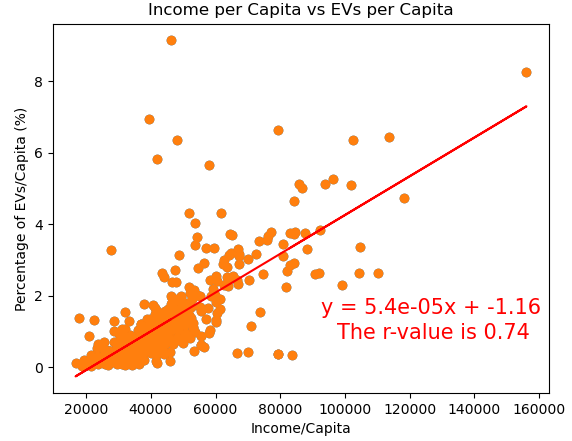 Income per Capita vs EVs per Capita
Percentage of EVs/Capita (%)
8
6
4
2
0
y = 5.4e-05x + -1.16
The r-value is 0.74
20000 40000 60000 80000 100000 120000 140000 160000
Income/Capita